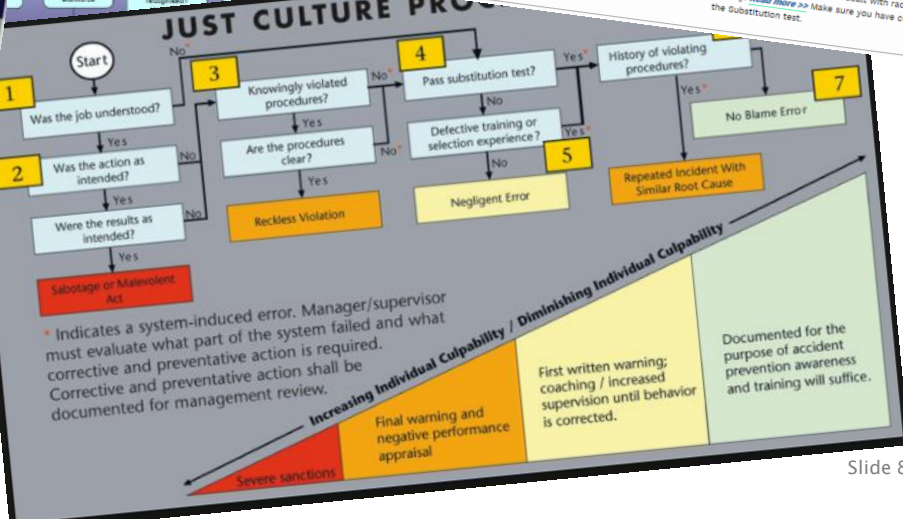 JUST CULTURE
the Substitution test.
Read more >> Make sure you have
Start
No*
1
Was the job understood?
Yes
2
Was the action as
intended?
No
Yes
Were the results as
intended?
No
Yes
Sabotage or Malevolent
Act
3
Knowingly violated
procedures?
No*
Yes
Are the procedures
clear?
No*
Yes
Reckless Violation
4
Pass substitution test?
Yes*
No
Defective training or
selection experience?
Yes*
5
No
Negligent Error
History of violating
procedures?
Yes*
Repeated Incident With
Similar Root Cause
7
No Blame Error
* Indicates a system-induced error. Manager/supervisor
must evaluate what part of the system failed and what
corrective and preventative action is required.
Corrective and preventative action shall be
documented for management review.
Increasing Individual Culpability / Diminishing Individual Culpability
Severe sanctions
Final warning and
negative performance
appraisal
First written warning;
coaching / increased
supervision until behavior
is corrected.
Documented for the
purpose of accident
prevention awareness
and training will suffice.
Slide